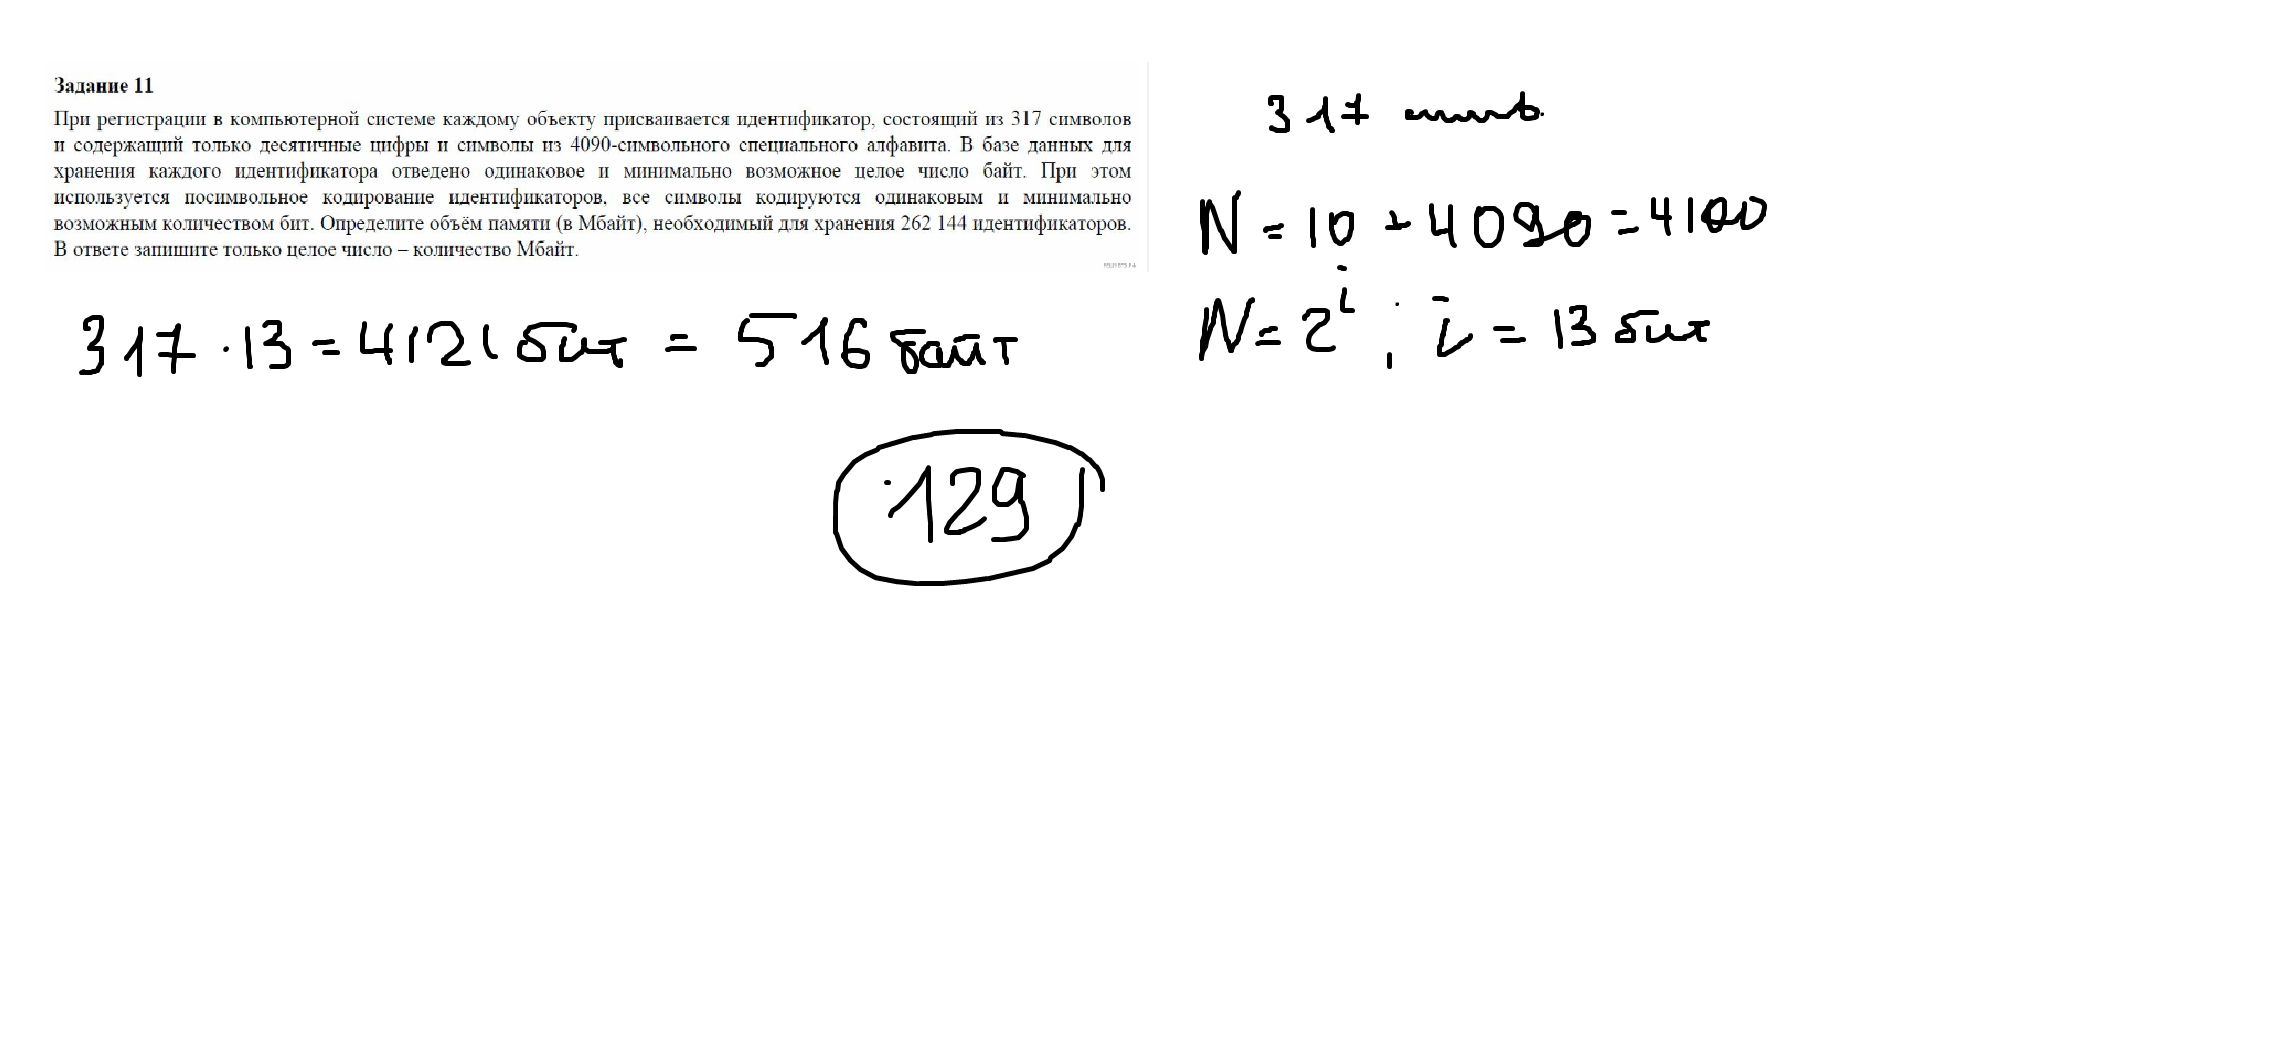 Задание 11
При регистрации в компьютерной системе каждому объекту присваивается идентификатор, состоящий из 317 символов
и содержащий только десятичные цифры и символы из 4090-символьного специального алфавита. В базе данных для
хранения каждого идентификатора отведено одинаковое и минимально возможное целое число байт. При этом
используется посимвольное кодирование идентификаторов, все символы кодируются одинаковым и минимально
возможным количеством бит. Определите объём памяти (в Мбайт), необходимый для хранения 262 144 идентификаторов.
В ответе запишите только целое число – количество Мбайт.
317
N = 10 + 4090 = 4100
N = 2^i ; i = 13 бит
317 · 13 = 4121 бит = 516 байт
129